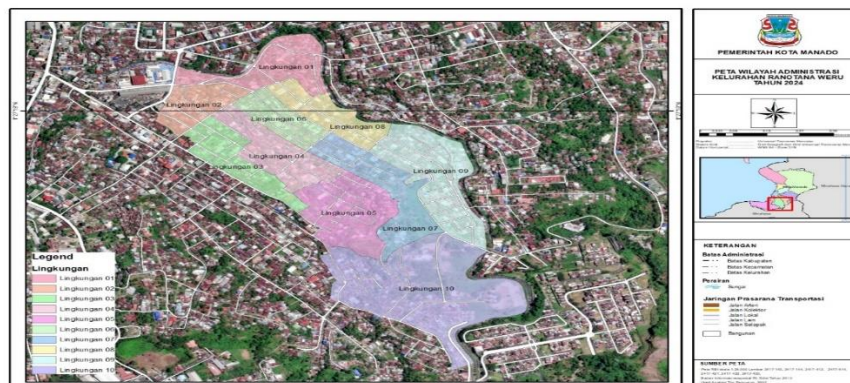 Lingkungan 01
Lingkungan 02
Lingkungan 06
Lingkungan 08
Lingkungan 04
Lingkungan 03
Lingkungan 09
Lingkungan 05
Lingkungan 07
Lingkungan 10
Legend
Lingkungan
Lingkungan 01
Lingkungan 02
Lingkungan 03
Lingkungan 04
Lingkungan 05
Lingkungan 06
Lingkungan 07
Lingkungan 08
Lingkungan 09
Lingkungan 10
PEMERINTAH KOTA MANADO
PETA WILAYAH ADMINISTRASI
KELURAHAN RANOTANA WERU
TAHUN 2024
KETERANGAN
Batas Administrasi
Batas Kabupaten
Batas Kecamatan
Batas Kelurahan
Perairan
Sungai
Jaringan Prasarana Transportasi
Jalan Arteri
Jalan Kolektor
Jalan Lokal
Jalan Lain
Jalan Setapak
Bangunan
SUMBER PETA